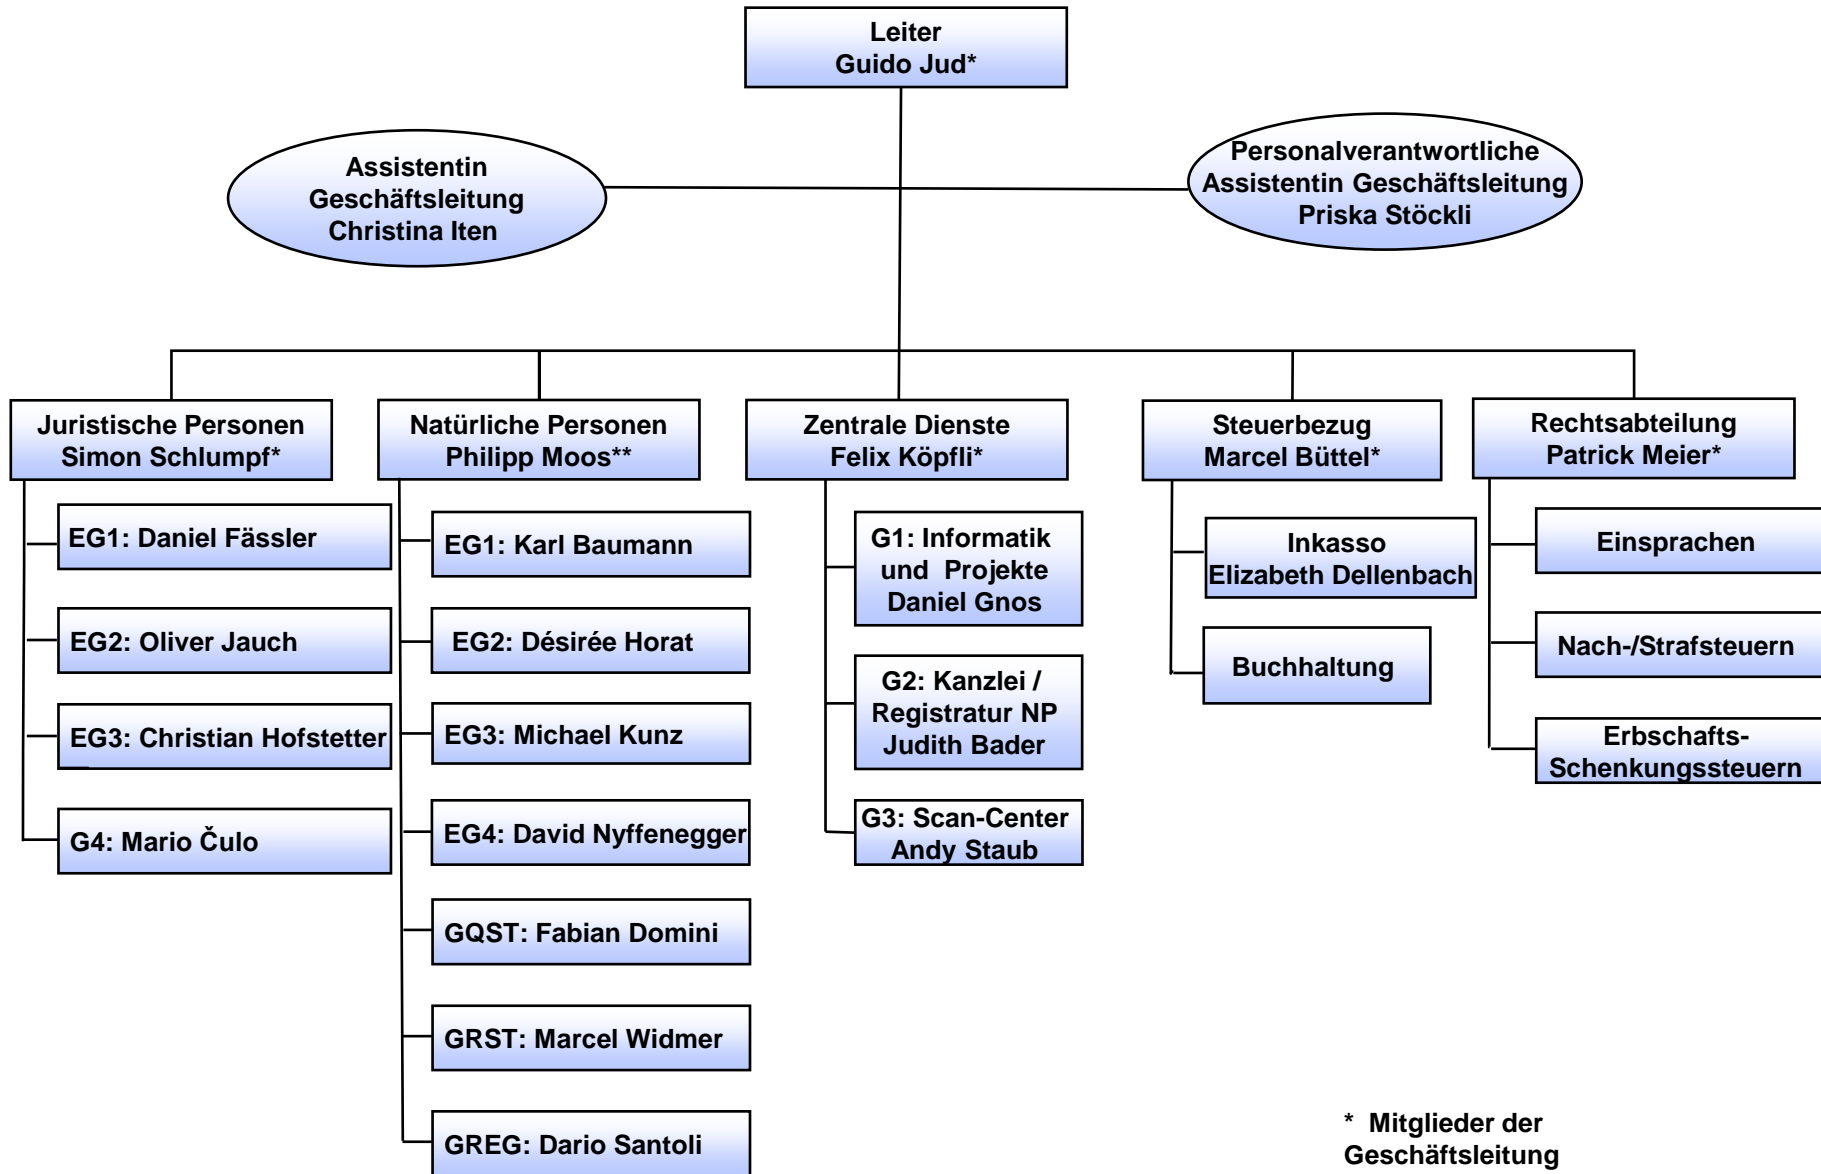 Leiter
Guido Jud*
Assistentin
Geschäftsleitung
Christina Iten
Personalverantwortliche
Assistentin Geschäftsleitung
Priska Stöckli
Juristische Personen
Simon Schlumpf*
EG1: Daniel Fässler
EG2: Oliver Jauch
EG3: Christian Hofstetter
G4: Mario Čulo
Natürliche Personen
Philipp Moos**
EG1: Karl Baumann
EG2: Désirée Horat
EG3: Michael Kunz
EG4: David Nyffenegger
GQST: Fabian Domini
GRST: Marcel Widmer
GREG: Dario Santoli
Zentrale Dienste
Felix Köpfli*
G1: Informatik
und Projekte
Daniel Gnos
G2: Kanzlei /
Registratur NP
Judith Bader
G3: Scan-Center
Andy Staub
Steuerbezug
Marcel Büttel*
Inkasso
Elizabeth Dellenbach
Buchhaltung
Rechtsabteilung
Patrick Meier*
Einsprachen
Nach-/Strafsteuern
Erbschafts-
Schenkungssteuern
* Mitglieder der
Geschäftsleitung